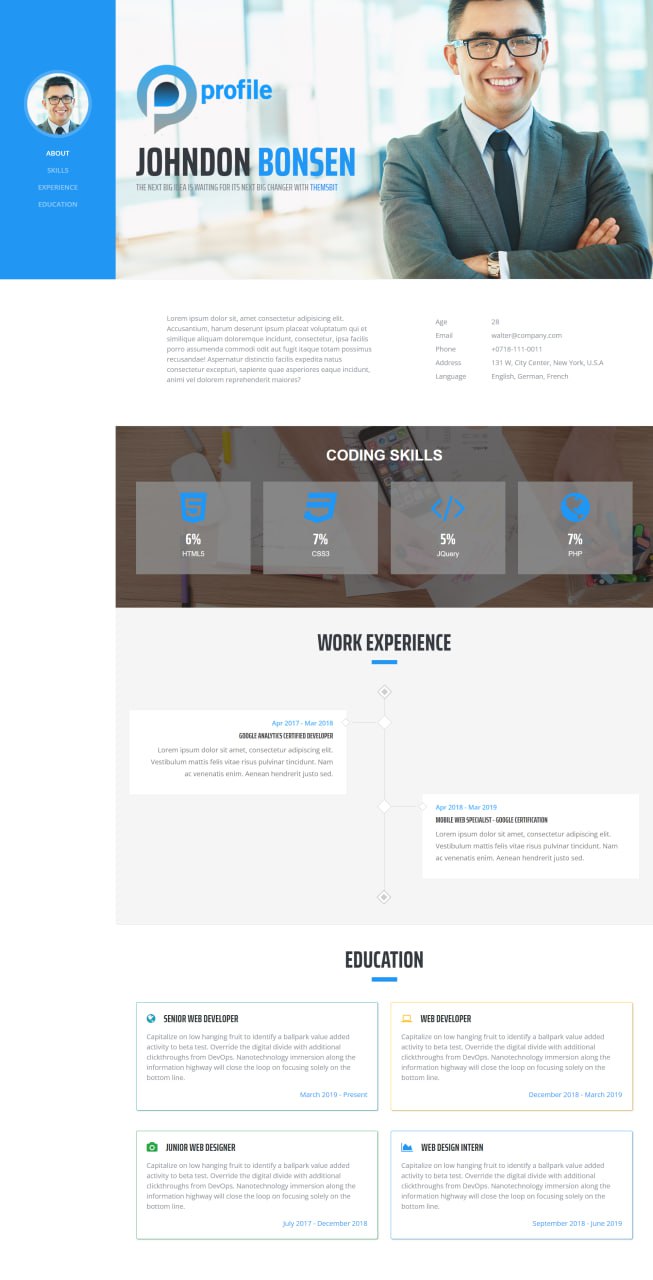 ABOUT
SKILLS
EXPERIENCE
EDUCATION
profile
JOHNDON BONSEN
THE NEXT BIG IDEA IS WAITING FOR ITS NEXT BIG CHANGER WITH THEMSBIT
Lorem ipsum dolor sit, amet consectetur adipisicing elit.
Accusantium, harum deserunt ipsum placeat voluptatum qui et
similique aliquam doloremque incidunt, consectetur, ipsa facilis
porro assumenda commodi odit aut fugit itaque totam possimus
recusandae! Aspernatur distinctio facilis expedita natus
consectetur excepturi, sapiente quae asperiores eaque incidunt,
animi vel dolorem reprehenderit maiores?
Age 28
Email walter@company.com
Phone +0718-111-0011
Address 131 W, City Center, New York, U.S.A
Language English, German, French
CODING SKILLS
6%
HTML5
7%
CSS3
5%
JQuery
7%
PHP
WORK EXPERIENCE
Apr 2017 - Mar 2018
GOOGLE ANALYTICS CERTIFIED DEVELOPER
Lorem ipsum dolor sit amet, consectetur adipiscing elit.
Vestibulum mattis felis vitae risus pulvinar tincidunt. Nam
ac venenatis enim. Aenean hendrerit justo sed.
Apr 2018 - Mar 2019
MOBILE WEB SPECIALIST - GOOGLE CERTIFICATION
Lorem ipsum dolor sit amet, consectetur adipiscing elit.
Vestibulum mattis felis vitae risus pulvinar tincidunt. Nam
ac venenatis enim. Aenean hendrerit justo sed.
EDUCATION
SENIOR WEB DEVELOPER
Capitalize on low hanging fruit to identify a ballpark value added
activity to beta test. Override the digital divide with additional
clickthroughs from DevOps. Nanotechnology immersion along the
information highway will close the loop on focusing solely on the
bottom line.
March 2019 - Present
WEB DEVELOPER
Capitalize on low hanging fruit to identify a ballpark value added
activity to beta test. Override the digital divide with additional
clickthroughs from DevOps. Nanotechnology immersion along the
information highway will close the loop on focusing solely on the
bottom line.
December 2018 - March 2019
JUNIOR WEB DESIGNER
Capitalize on low hanging fruit to identify a ballpark value added
activity to beta test. Override the digital divide with additional
clickthroughs from DevOps. Nanotechnology immersion along the
information highway will close the loop on focusing solely on the
bottom line.
July 2017 - December 2018
WEB DESIGN INTERN
Capitalize on low hanging fruit to identify a ballpark value added
activity to beta test. Override the digital divide with additional
clickthroughs from DevOps. Nanotechnology immersion along the
information highway will close the loop on focusing solely on the
bottom line.
September 2018 - June 2019